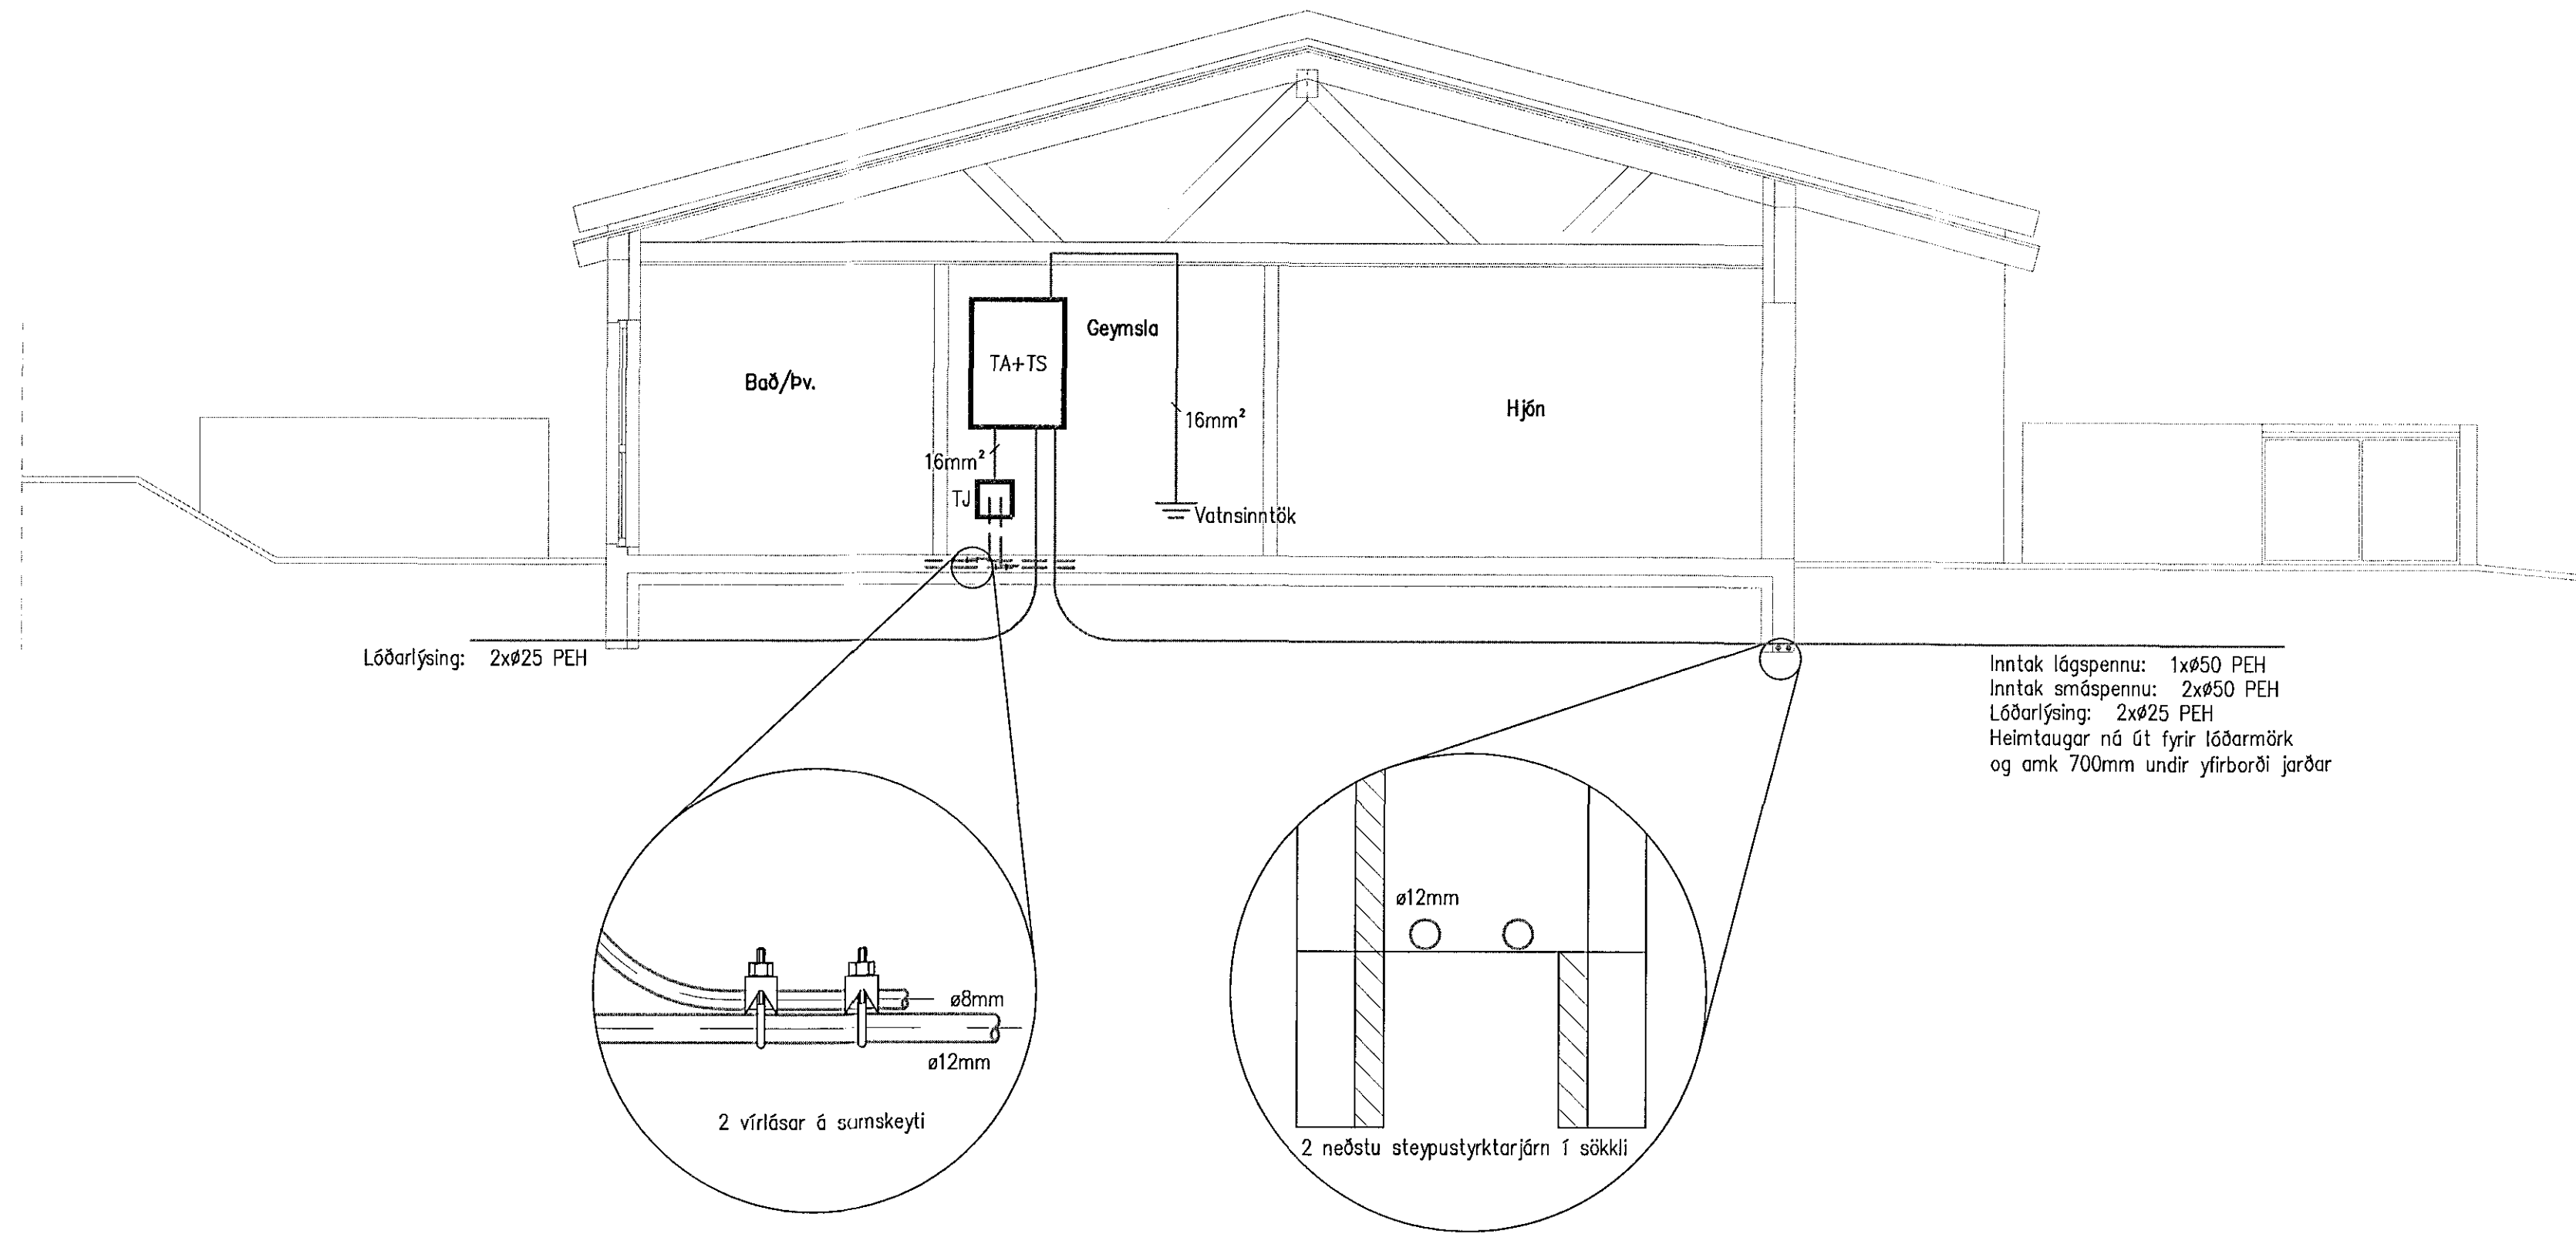 Geymsla
TA+TS
Bað/Þv.
Hjón
16mm²
16mm²
TJ
Vatnsinntök
Lóðarlýsing: 2xø25 PEH
Inntak lágspennu: 1xø50 PEH
Inntak smáspennu: 2xø50 PEH
Lóðarlýsing: 2xø25 PEH
Heimtaugar ná út fyrir lóðarmörk
og amk 700mm undir yfirborði jarðar
ø8mm
ø12mm
2 vírlásar á samskeyti
ø12mm
2 neðstu steypustyrktarjárn í sökkli